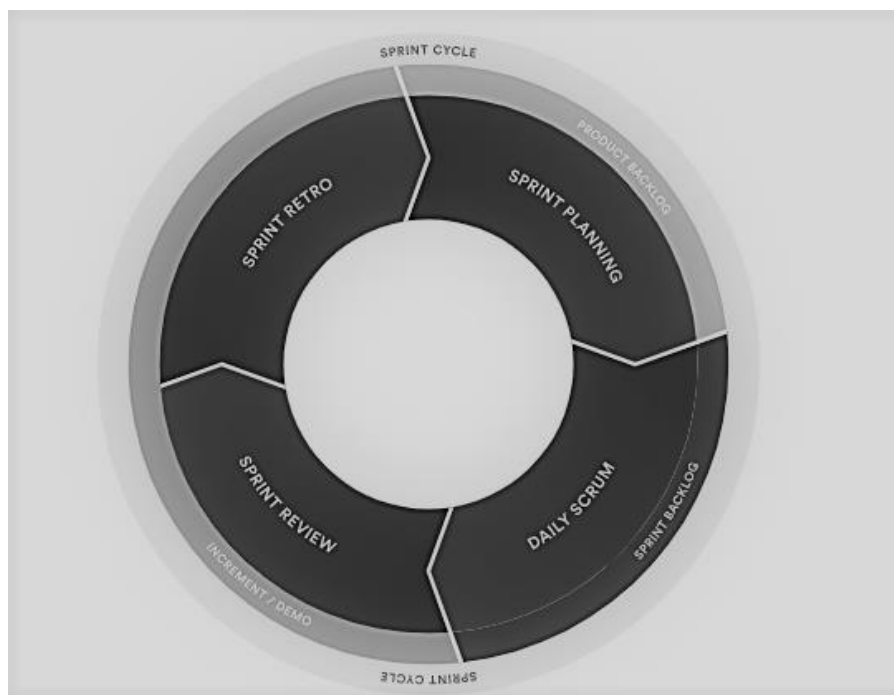 SPRINT CYCLE
PRODUCT BACKLOG
SPRINT PLANNING
SPRINT RETRO
DAILY SCRUM
SPRINT BACKLOG
SPRINT REVIEW
INCREMENT / DEMO
SPRINT CYCLE